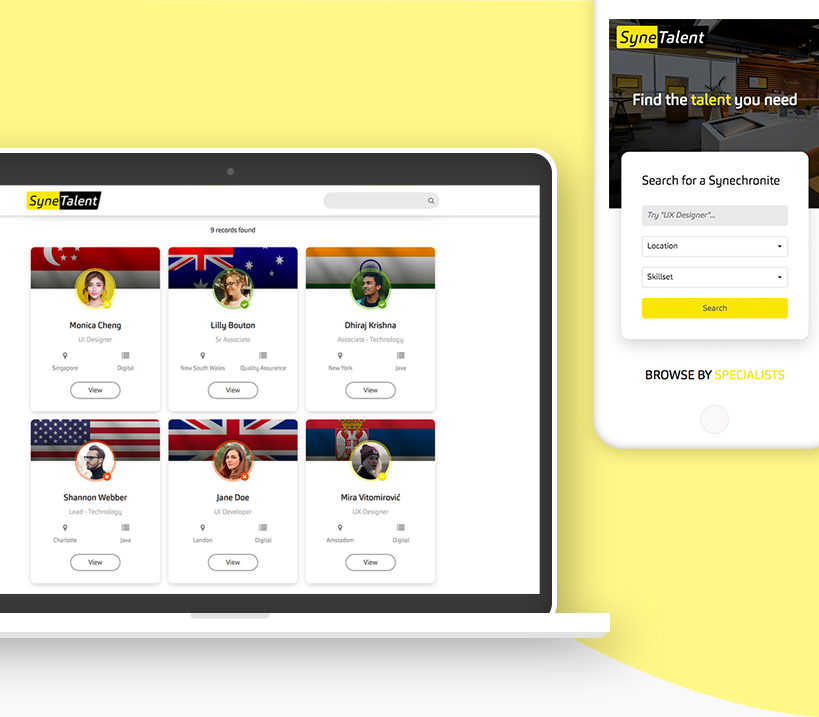 SyneTalent
9 records found
Monica Cheng
UI Designer
Singapore
Digital
View
Lilly Bouton
Sr Associate
New South Wales
Quality Assurance
View
Dhiraj Krishna
Associate - Technology
New York
Java
View
Shannon Webber
Lead - Technology
Charlotte
Java
View
Jane Doe
UI Developer
London
Digital
View
Mira Vitomirović
UX Designer
Amstadam
Digital
View
SyneTalent
Find the talent you need
Search for a Synechronite
Try "UX Designer"...
Location
Skillset
Search
BROWSE BY SPECIALISTS